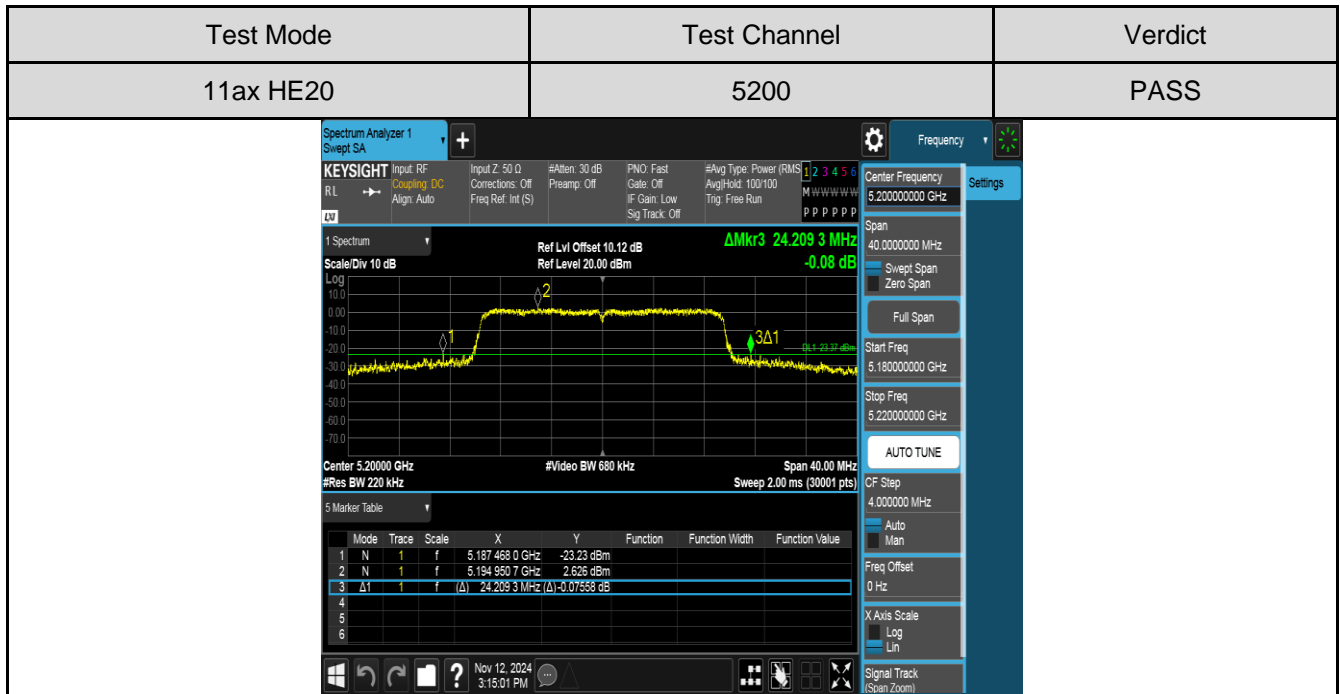 Test Mode Test Channel Verdict
11ax HE20 5200 PASS
Spectrum Analyzer 1
Swept SA
Frequency
KEYSIGHT Input: RF Input Z: 50 Ω #Atten: 30 dB PNO: Fast #Avg Type: Power (RMS 1 2 3 4 5 6
RL Coupling: DC Corrections: Off Preamp: Off Gate: Off Avg|Hold: 100/100 M W W W W W
Align: Auto Freq Ref: Int (S) IF Gain: Low Trig: Free Run
LXI Sig Track: Off P P P P P P
1 Spectrum Ref Lvl Offset 10.12 dB ΔMkr3 24.209 3 MHz
Scale/Div 10 dB Ref Level 20.00 dBm -0.08 dB
Log
10.0
0.00
-10.0
-20.0
-30.0
-40.0
-50.0
-60.0
-70.0
2
1
3Δ1
DL1 -23.37 dBm
Center 5.20000 GHz #Video BW 680 kHz Span 40.00 MHz
#Res BW 220 kHz Sweep 2.00 ms (30001 pts)
5 Marker Table
Mode Trace Scale X Y Function Function Width Function Value
1 N 1 f 5.187 468 0 GHz -23.23 dBm
2 N 1 f 5.194 950 7 GHz 2.626 dBm
3 Δ1 1 f (Δ) 24.209 3 MHz (Δ) -0.07558 dB
4
5
6
Center Frequency
5.200000000 GHz
Settings
Span
40.0000000 MHz
Swept Span
Zero Span
Full Span
Start Freq
5.180000000 GHz
Stop Freq
5.220000000 GHz
AUTO TUNE
CF Step
4.000000 MHz
Auto
Man
Freq Offset
0 Hz
X Axis Scale
Log
Lin
Signal Track
(Span Zoom)
? Nov 12, 2024
3:15:01 PM